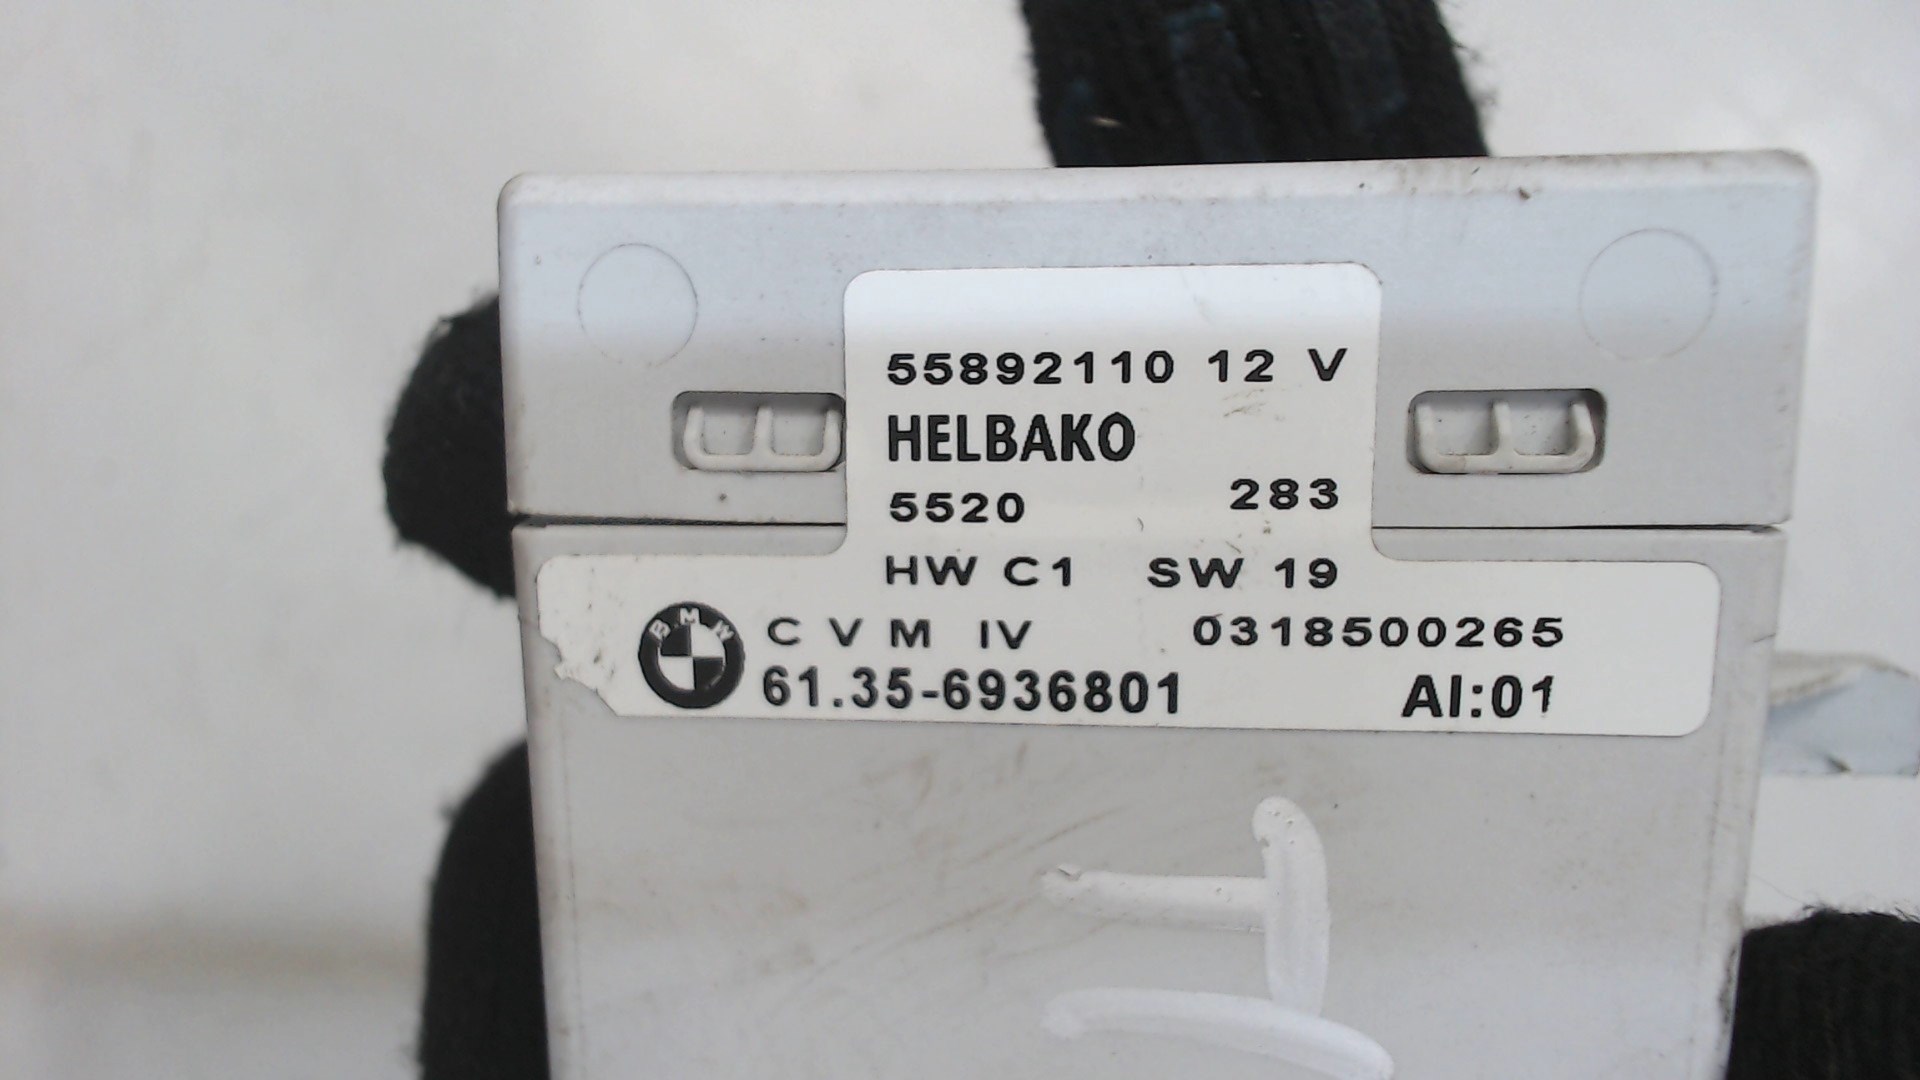 55892110 12 V
HELBAKO
5520 283
HW C1 SW 19
BMW
C V M IV 0318500265
61.35-6936801 AI:01